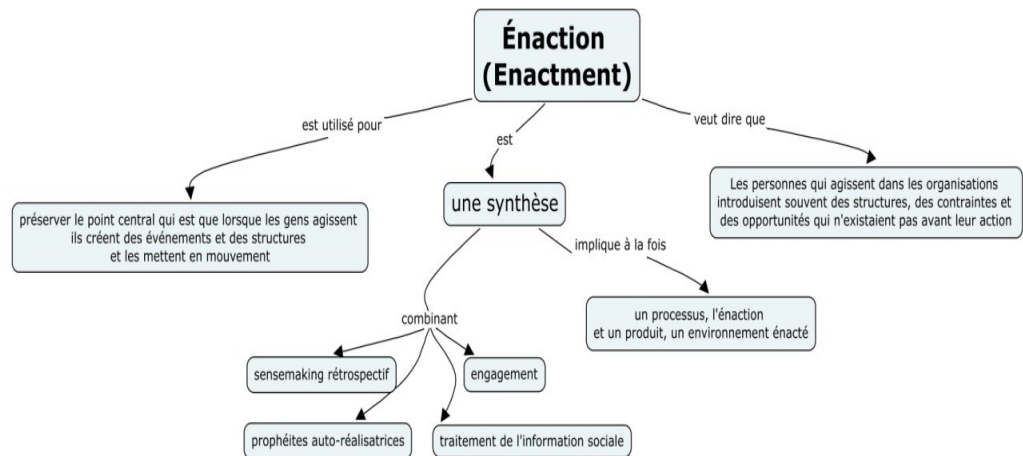 Énaction
(Enactment)
est utilisé pour
est
veut dire que
préserver le point central qui est que lorsque les gens agissent
ils créent des événements et des structures
et les mettent en mouvement
une synthèse
Les personnes qui agissent dans les organisations
introduisent souvent des structures, des contraintes et
des opportunités qui n'existaient pas avant leur action
implique à la fois
un processus, l'énaction
et un produit, un environnement énacté
combinant
sensemaking rétrospectif
engagement
prophéites auto-réalisatrices
traitement de l'information sociale